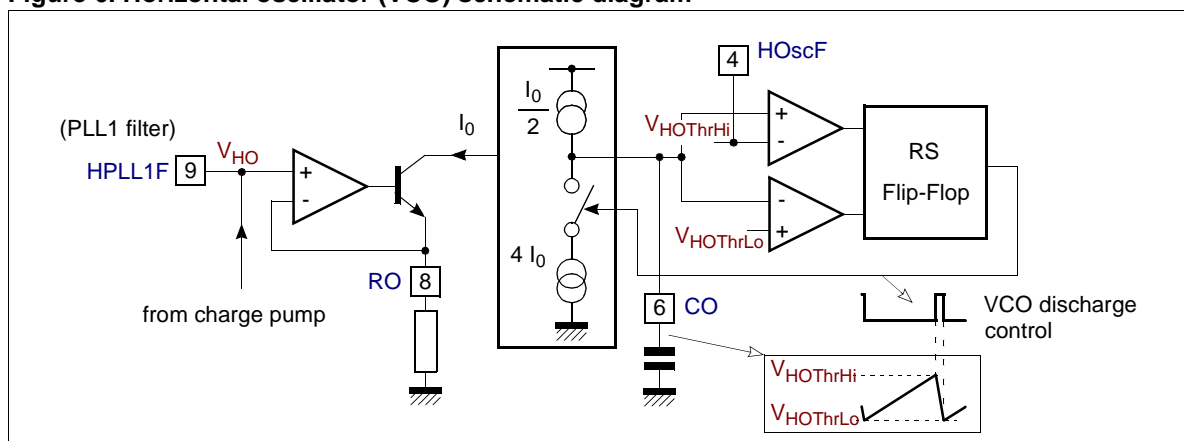 Figure 6. Horizontal oscillator (VCO) schematic diagram
HOscF
4
I0
2
(PLL1 filter)
I0
VHOThrHi
VHO
HPLL1F 9
+
-
+
-
RS
Flip-Flop
-
+
VHOThrLo
4 I0
RO 8
6 CO
from charge pump
VCO discharge
control
VHOThrHi
VHOThrLo